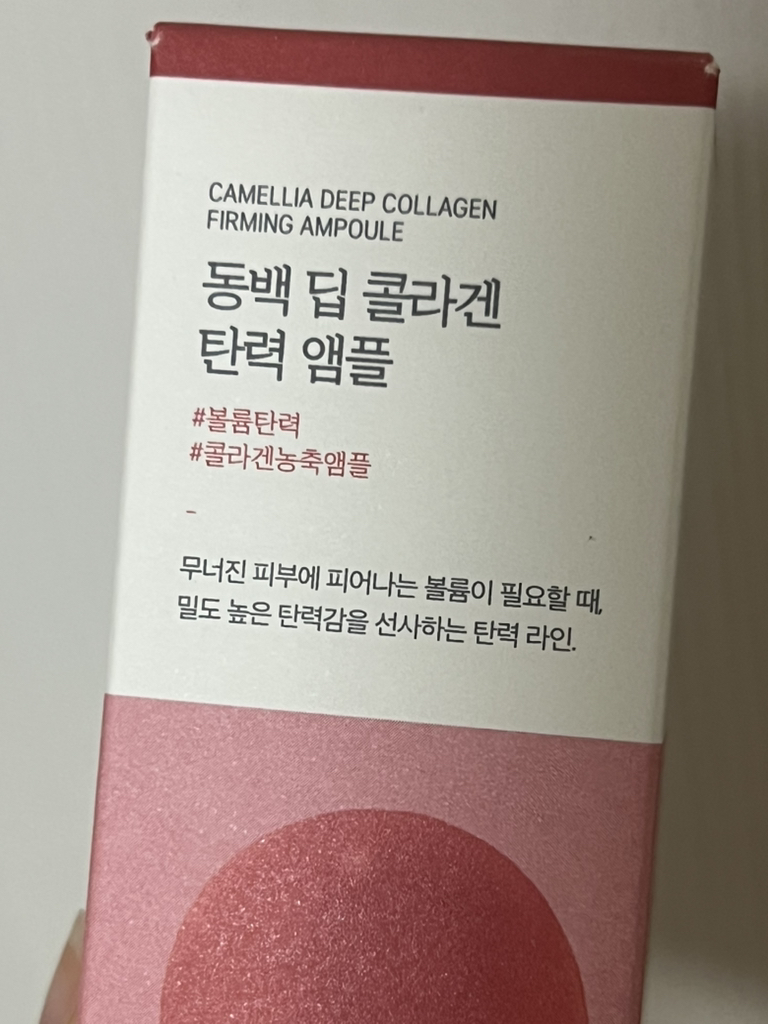 CAMELLIA DEEP COLLAGEN
FIRMING AMPOULE
동백 딥 콜라겐
탄력 앰플
#볼륨탄력
#콜라겐농축앰플
-
무너진 피부에 피어나는 볼륨이 필요할 때,
밀도 높은 탄력감을 선사하는 탄력 라인.